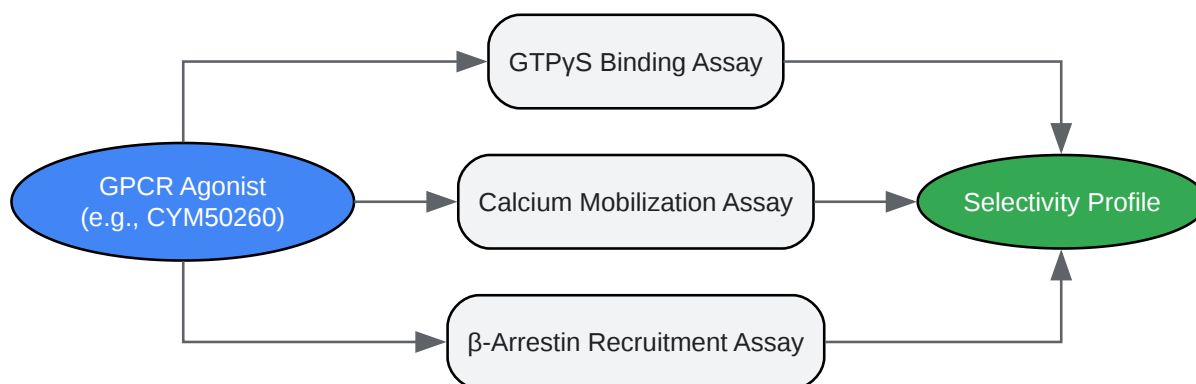 GTPγS Binding Assay
GPCR Agonist
(e.g., CYM50260)
Calcium Mobilization Assay
Selectivity Profile
β-Arrestin Recruitment Assay